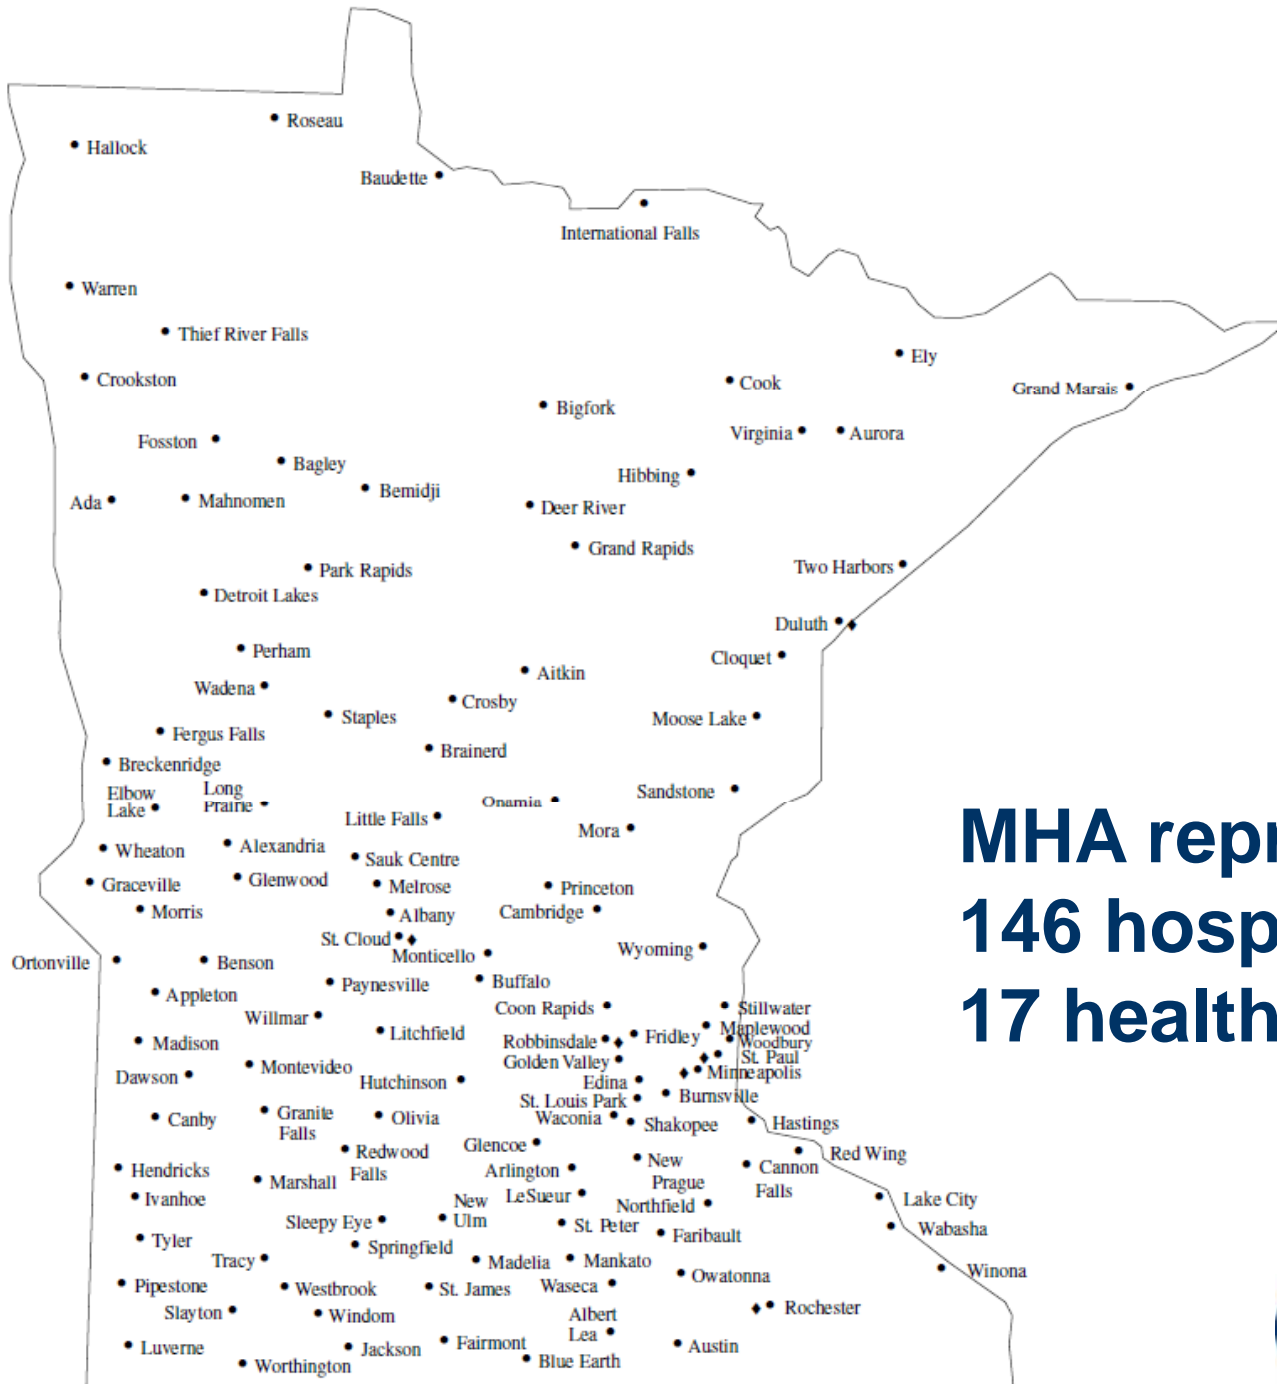 Roseau
Hallock
Baudette
International Falls
Warren
Thief River Falls
Ely
Crookston
Cook
Grand Marais
Bigfork
Virginia
Aurora
Fosston
Bagley
Hibbing
Bemidji
Ada
Mahnomen
Deer River
Grand Rapids
Park Rapids
Two Harbors
Detroit Lakes
Duluth
Perham
Cloquet
Aitkin
Wadena
Crosby
Staples
Moose Lake
Fergus Falls
Brainerd
Breckenridge
Elbow
Lake
Long
Prairie
Onamia
Sandstone
Little Falls
Mora
Wheaton
Alexandria
Sauk Centre
Graceville
Glenwood
Melrose
Princeton
Morris
Albany
Cambridge
St. Cloud
Monticello
Wyoming
Ortonville
Benson
Paynesville
Buffalo
Appleton
Coon Rapids
Stillwater
Willmar
Litchfield
Fridley
Maplewood
Madison
Robbinsdale
Woodbury
Golden Valley
St. Paul
Montevideo
Minneapolis
Dawson
Hutchinson
Edina
St. Louis Park
Burnsville
Canby
Granite
Falls
Olivia
Waconia
Shakopee
Hastings
Glencoe
Redwood
Falls
Red Wing
Hendricks
Arlington
New
Prague
Cannon
Falls
Marshall
Ivanhoe
LeSueur
Northfield
Lake City
New
Ulm
Sleepy Eye
St. Peter
Faribault
Wabasha
Tyler
Springfield
Tracy
Madelia
Mankato
Owatonna
Winona
Pipestone
Westbrook
St. James
Waseca
Slayton
Windom
Albert
Lea
Rochester
Luverne
Jackson
Fairmont
Austin
Worthington
Blue Earth
MHA repr
146 hosp
17 health